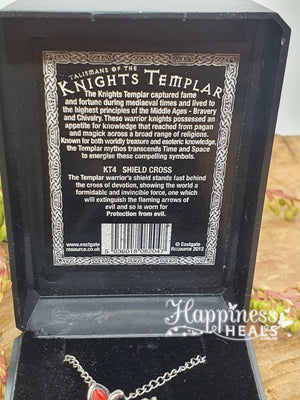 TALISMANS OF THE
KNIGHTS TEMPLAR
The Knights Templar captured fame
and fortune during mediaeval times and lived to
the highest principles of the Middle Ages - Bravery
and Chivalry. These warrior knights possessed an
appetite for knowledge that reached from pagan
and magick across a broad range of religions.
Known for both worldly treasure and esoteric knowledge,
the Templar mythos transcends Time and Space
to energise these compelling symbols.
KT4 SHIELD CROSS
The Templar warrior's shield stands fast behind
the cross of devotion, showing the world a
formidable and invincible force, one which
will extinguish the flaming arrows of
evil and so is worn for
Protection from evil.
www.eastgate
resource.co.uk
© Eastgate
Resource 2012
Happiness
HEALS